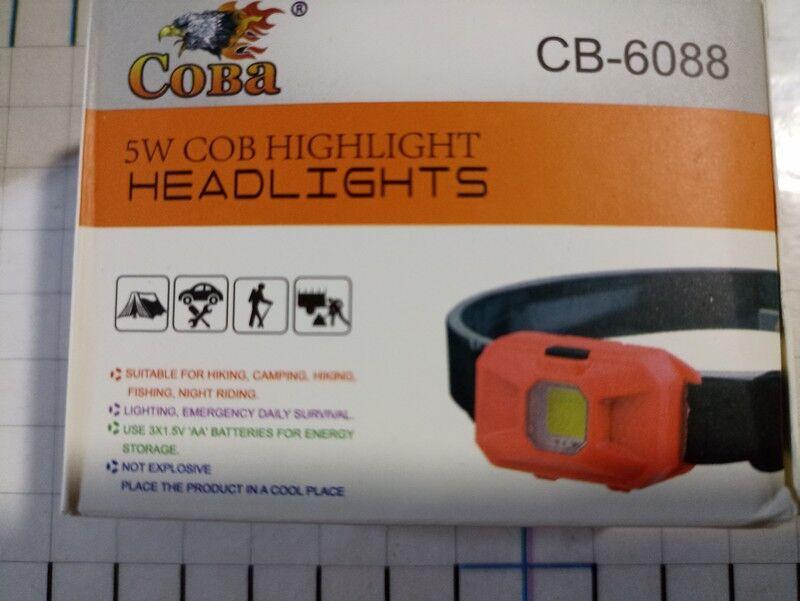 COBA ®
CB-6088
5W COB HIGHLIGHT
HEADLIGHTS
SUITABLE FOR HIKING, CAMPING, HIKING,
FISHING, NIGHT RIDING.
LIGHTING, EMERGENCY DAILY SURVIVAL.
USE 3X1.5V 'AA' BATTERIES FOR ENERGY
STORAGE.
NOT EXPLOSIVE
PLACE THE PRODUCT IN A COOL PLACE